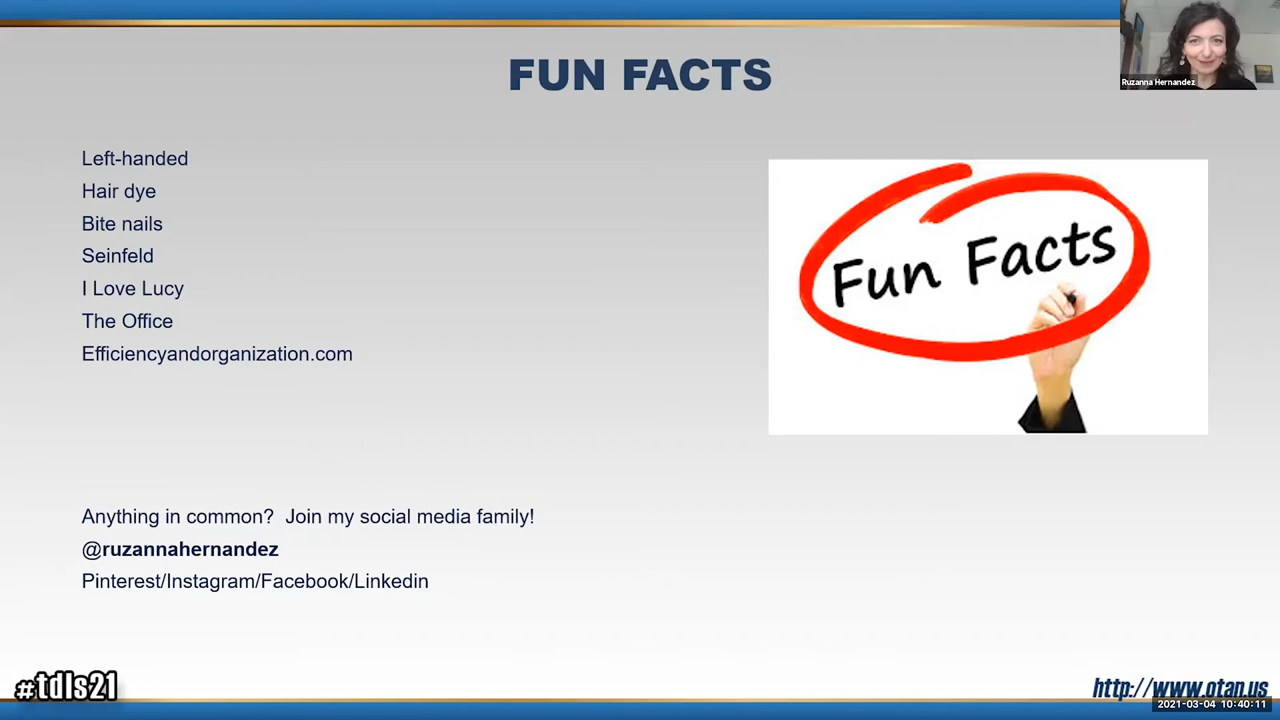 FUN FACTS
Ruzanna Hernandez
Left-handed
Hair dye
Bite nails
Seinfeld
I Love Lucy
The Office
Efficiencyandorganization.com
Fun Facts
Anything in common?  Join my social media family!
@ruzannahernandez
Pinterest/Instagram/Facebook/Linkedin
#tdls21
http://www.otan.us
2021-03-04 10:40:11